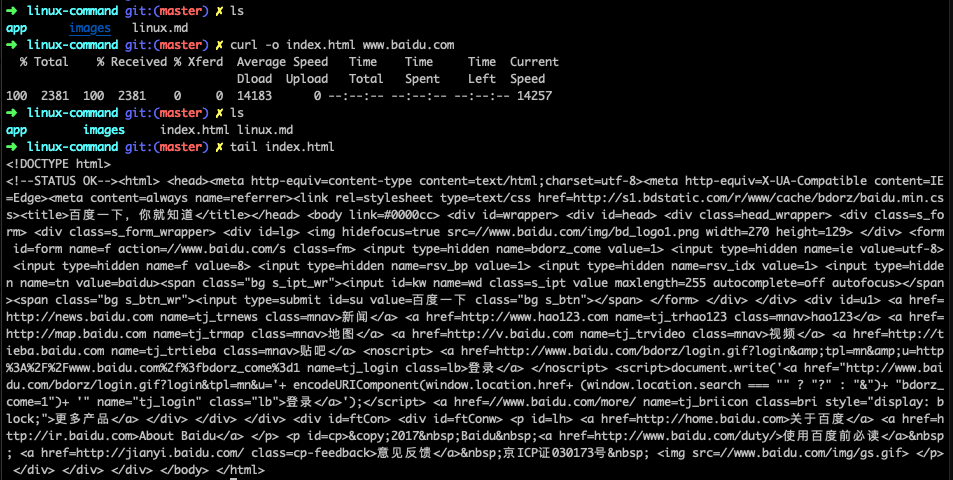 ➜  linux-command git:(master) ✗ ls
app       images    linux.md
➜  linux-command git:(master) ✗ curl -o index.html www.baidu.com
  % Total    % Received % Xferd  Average Speed   Time    Time     Time  Current
                                 Dload  Upload   Total   Spent    Left  Speed
100  2381  100  2381    0     0  14183      0 --:--:-- --:--:-- --:--:-- 14257
➜  linux-command git:(master) ✗ ls
app        images     index.html linux.md
➜  linux-command git:(master) ✗ tail index.html
<!DOCTYPE html>
<!--STATUS OK--><html> <head><meta http-equiv=content-type content=text/html;charset=utf-8><meta http-equiv=X-UA-Compatible content=IE
=Edge><meta content=always name=referrer><link rel=stylesheet type=text/css href=http://s1.bdstatic.com/r/www/cache/bdorz/baidu.min.cs
s><title>百度一下，你就知道</title></head> <body link=#0000cc> <div id=wrapper> <div id=head> <div class=head_wrapper> <div class=s_fo
rm> <div class=s_form_wrapper> <div id=lg> <img hidefocus=true src=//www.baidu.com/img/bd_logo1.png width=270 height=129> </div> <form
 id=form name=f action=//www.baidu.com/s class=fm> <input type=hidden name=bdorz_come value=1> <input type=hidden name=ie value=utf-8>
 <input type=hidden name=f value=8> <input type=hidden name=rsv_bp value=1> <input type=hidden name=rsv_idx value=1> <input type=hidde
n name=tn value=baidu><span class="bg s_ipt_wr"><input id=kw name=wd class=s_ipt value maxlength=255 autocomplete=off autofocus></span
><span class="bg s_btn_wr"><input type=submit id=su value=百度一下 class="bg s_btn"></span> </form> </div> </div> <div id=u1> <a href=
http://news.baidu.com name=tj_trnews class=mnav>新闻</a> <a href=http://www.hao123.com name=tj_trhao123 class=mnav>hao123</a> <a href=
http://map.baidu.com name=tj_trmap class=mnav>地图</a> <a href=http://v.baidu.com name=tj_trvideo class=mnav>视频</a> <a href=http://t
ieba.baidu.com name=tj_trtieba class=mnav>贴吧</a> <noscript> <a href=http://www.baidu.com/bdorz/login.gif?login&amp;tpl=mn&amp;u=http
%3A%2F%2Fwww.baidu.com%2f%3fbdorz_come%3d1 name=tj_login class=lb>登录</a> </noscript> <script>document.write('<a href="http://www.bai
du.com/bdorz/login.gif?login&tpl=mn&u='+ encodeURIComponent(window.location.href+ (window.location.search === "" ? "?" : "&")+ "bdorz_
come=1")+ '" name="tj_login" class="lb">登录</a>');</script> <a href=//www.baidu.com/more/ name=tj_briicon class=bri style="display: b
lock;">更多产品</a> </div> </div> </div> <div id=ftCon> <div id=ftConw> <p id=lh> <a href=http://home.baidu.com>关于百度</a> <a href=h
ttp://ir.baidu.com>About Baidu</a> </p> <p id=cp>&copy;2017&nbsp;Baidu&nbsp;<a href=http://www.baidu.com/duty/>使用百度前必读</a>&nbsp
; <a href=http://jianyi.baidu.com/ class=cp-feedback>意见反馈</a>&nbsp;京ICP证030173号&nbsp; <img src=//www.baidu.com/img/gs.gif> </p>
 </div> </div> </div> </body> </html>